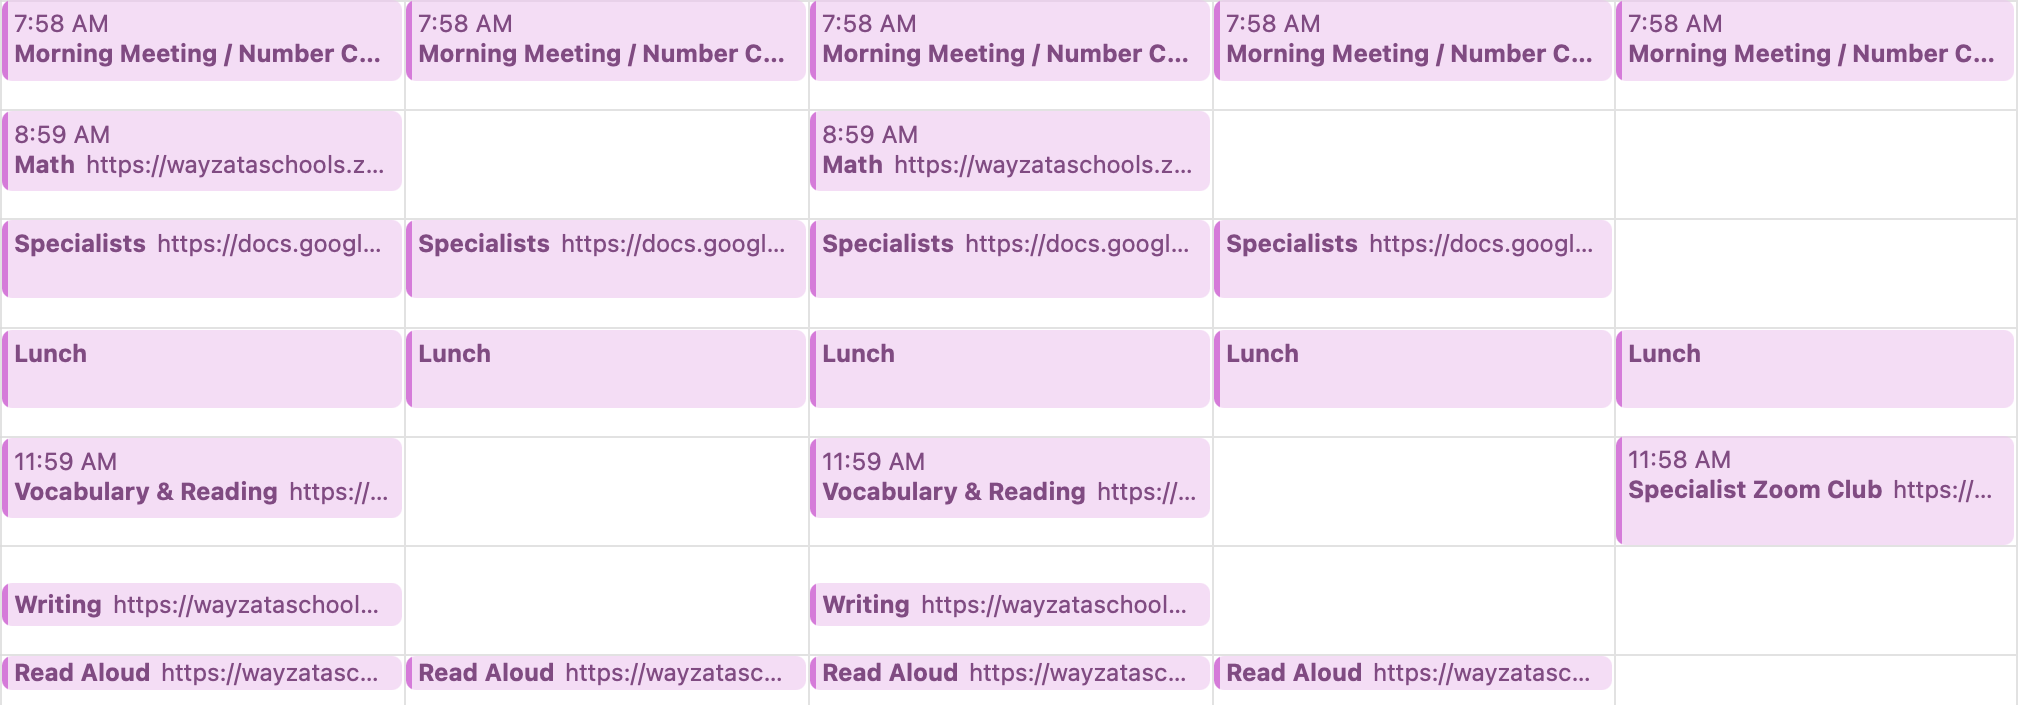 7:58 AM
Morning Meeting / Number C...
7:58 AM
Morning Meeting / Number C...
7:58 AM
Morning Meeting / Number C...
7:58 AM
Morning Meeting / Number C...
7:58 AM
Morning Meeting / Number C...
8:59 AM
Math https://wayzataschools.z...
8:59 AM
Math https://wayzataschools.z...
Specialists https://docs.googl...
Specialists https://docs.googl...
Specialists https://docs.googl...
Specialists https://docs.googl...
Lunch
Lunch
Lunch
Lunch
Lunch
11:59 AM
Vocabulary & Reading https://...
11:59 AM
Vocabulary & Reading https://...
11:58 AM
Specialist Zoom Club https://...
Writing https://wayzataschool...
Writing https://wayzataschool...
Read Aloud https://wayzatasc...
Read Aloud https://wayzatasc...
Read Aloud https://wayzatasc...
Read Aloud https://wayzatasc...